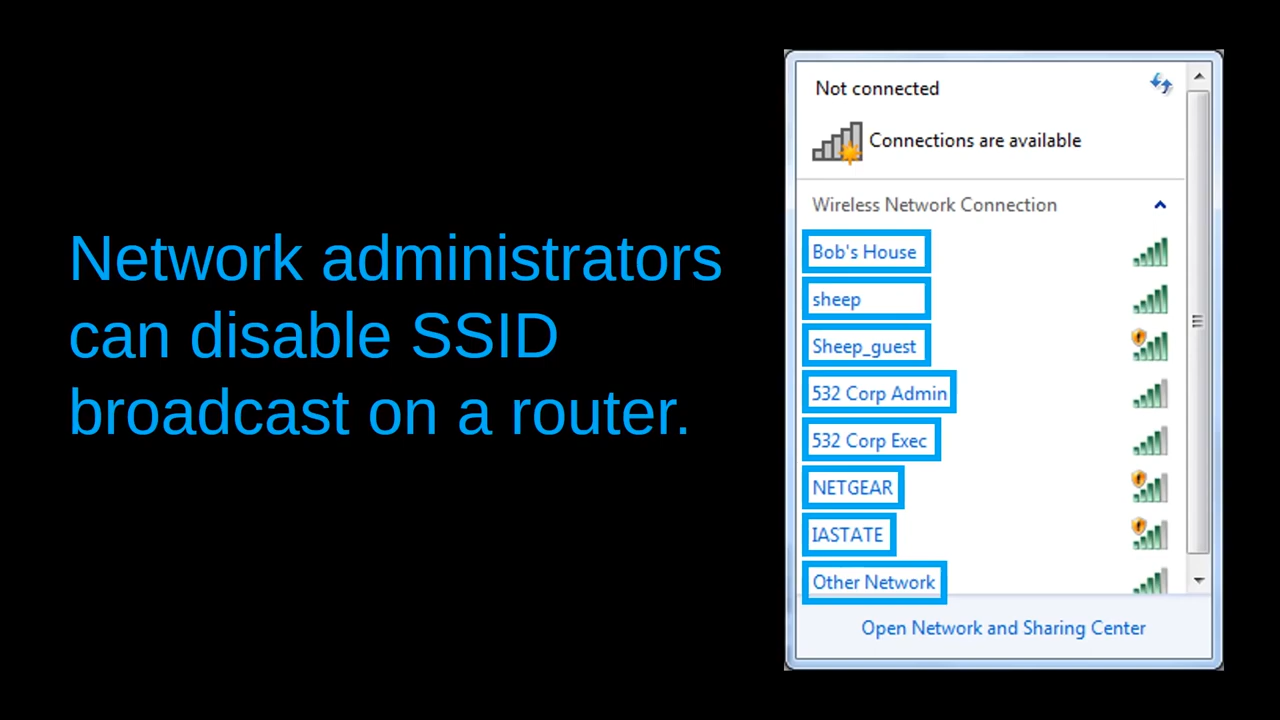 Network administrators
can disable SSID
broadcast on a router.
Not connected
Connections are available
Wireless Network Connection
Bob's House
sheep
Sheep_guest
532 Corp Admin
532 Corp Exec
NETGEAR
IASTATE
Other Network
Open Network and Sharing Center